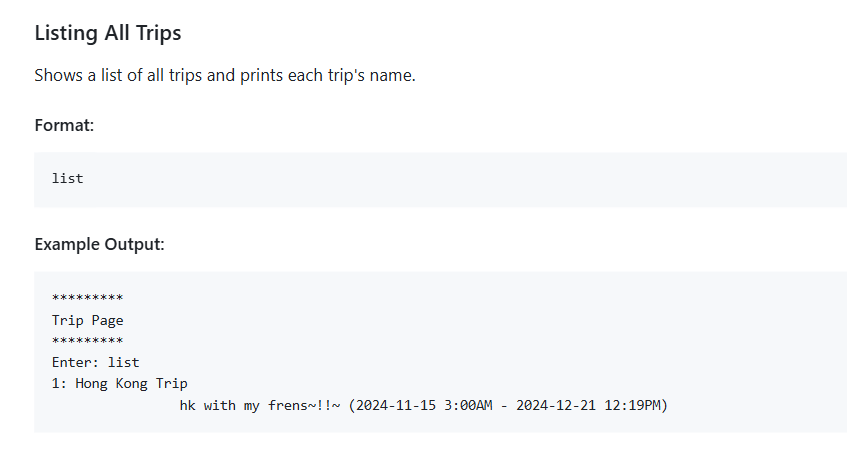 Listing All Trips
Shows a list of all trips and prints each trip's name.
Format:
list
Example Output:
*********
Trip Page
*********
Enter: list
1: Hong Kong Trip
hk with my frens~!!~ (2024-11-15 3:00AM - 2024-12-21 12:19PM)